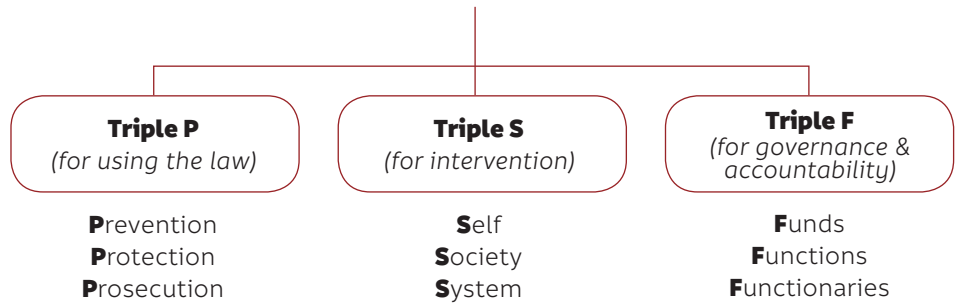 Triple P
(for using the law)
Prevention
Protection
Prosecution
Triple S
(for intervention)
Self
Society
System
Triple F
(for governance &
accountability)
Funds
Functions
Functionaries